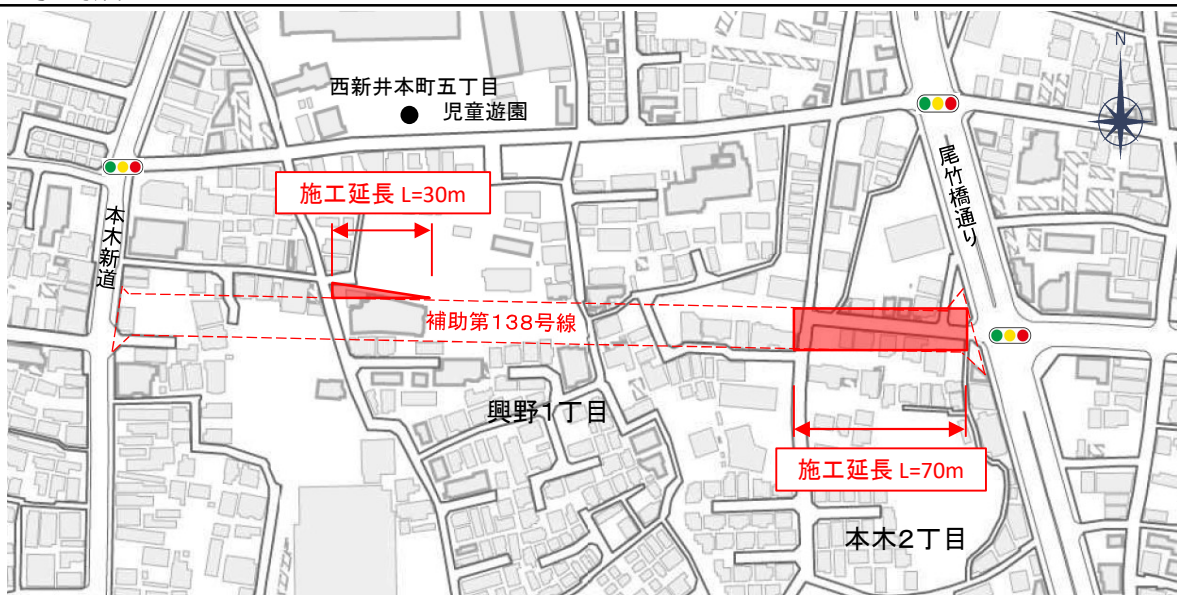 N
西新井本町五丁目
児童遊園
尾竹橋通り
施工延長 L=30m
本木新道
補助第138号線
興野1丁目
施工延長 L=70m
本木2丁目